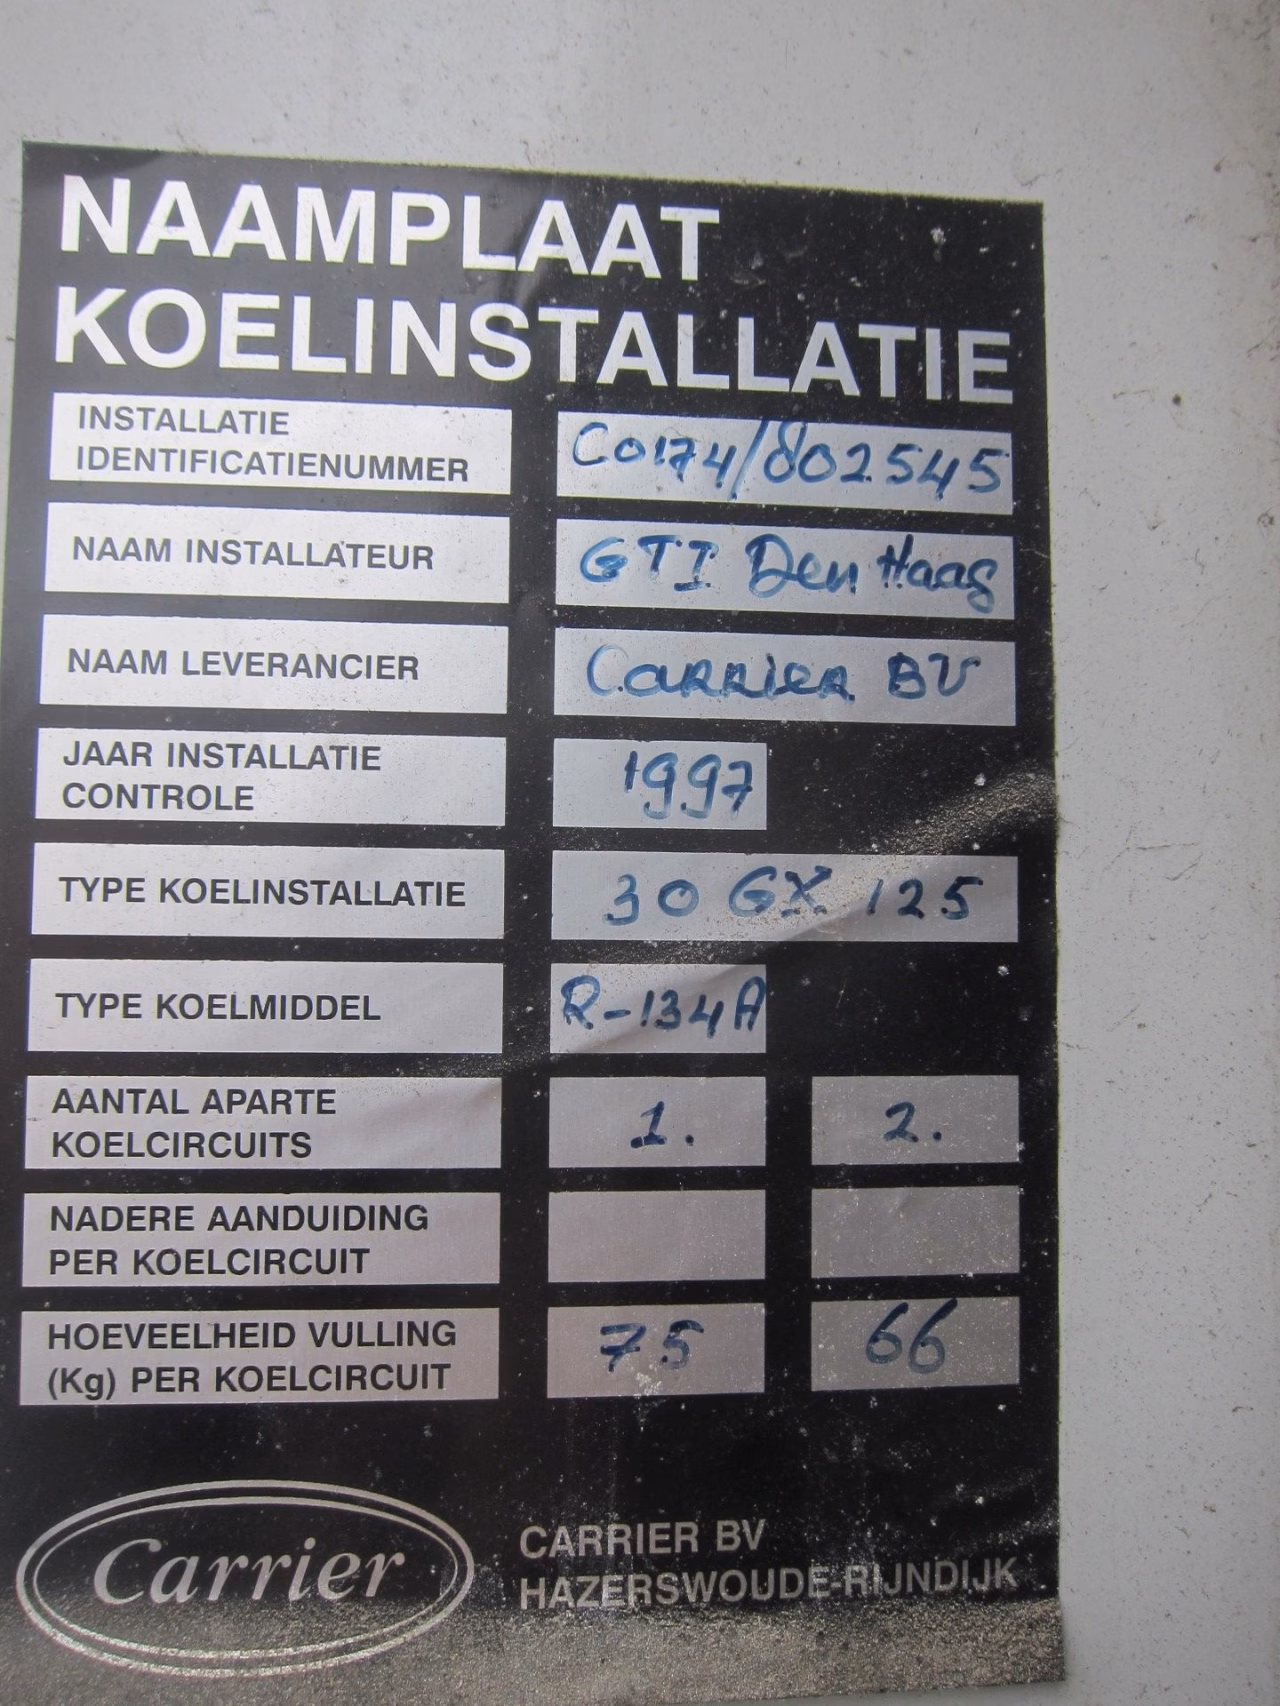 NAAMPLAAT
KOELINSTALLATIE
INSTALLATIE
IDENTIFICATIENUMMER
C0174/802545
NAAM INSTALLATEUR
GTI Den Haag
NAAM LEVERANCIER
CARRIER BV
JAAR INSTALLATIE
CONTROLE
1997
TYPE KOELINSTALLATIE
30 GX 125
TYPE KOELMIDDEL
R-134A
AANTAL APARTE
KOELCIRCUITS
1. 2.
NADERE AANDUIDING
PER KOELCIRCUIT
HOEVEELHEID VULLING
(Kg) PER KOELCIRCUIT
75 66
Carrier
CARRIER BV
HAZERSWOUDE-RIJNDIJK